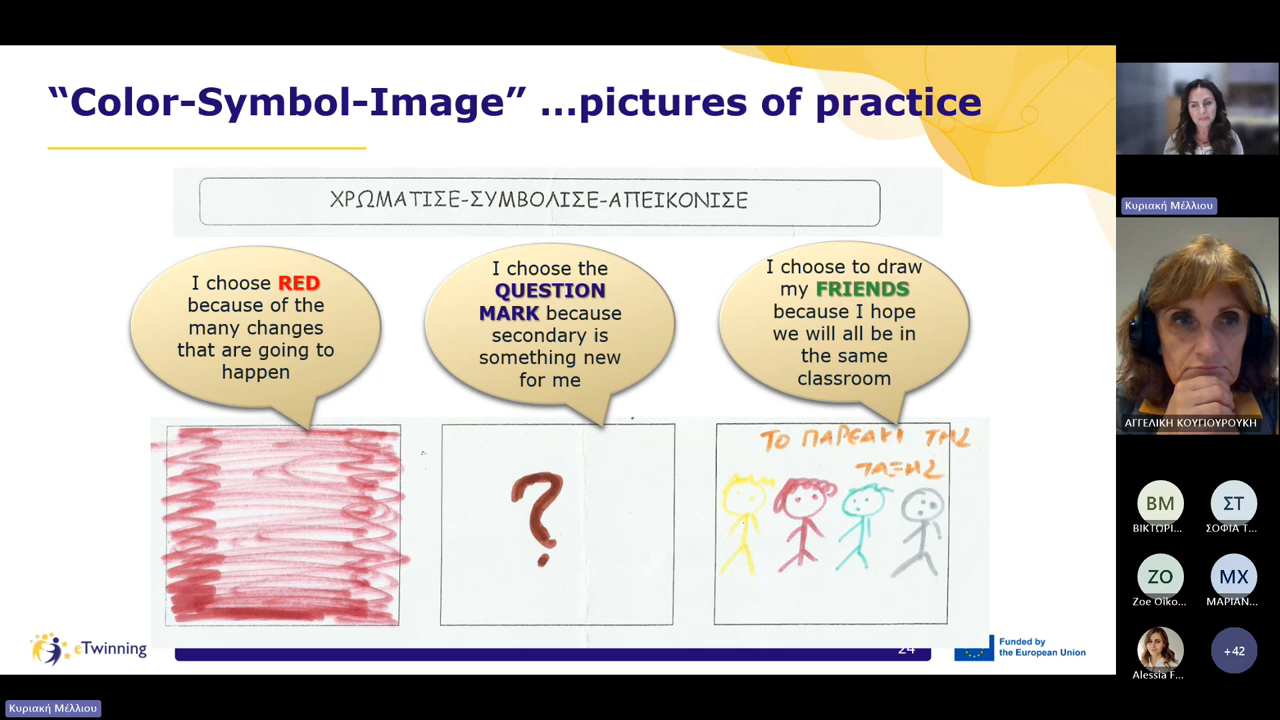 “Color-Symbol-Image” ...pictures of practice
ΧΡΩΜΑΤΙΣΕ-ΣΥΜΒΟΛΙΣΕ-ΑΠΕΙΚΟΝΙΣΕ
I choose RED
because of the
many changes
that are going to
happen
I choose the
QUESTION
MARK because
secondary is
something new
for me
I choose to draw
my FRIENDS
because I hope
we will all be in
the same
classroom
?
ΤΟ ΠΑΡΕΑΚΙ ΤΗΣ
ΤΑΞΗΣ
eTwinning
24
Funded by
the European Union
Κυριακή Μέλλιου
ΑΓΓΕΛΙΚΗ ΚΟΥΓΙΟΥΡΟΥΚΗ
ΒΜ
ΒΙΚΤΩΡΙ...
ΣΤ
ΣΟΦΙΑ Τ...
ZO
Zoe Oiko...
ΜΧ
ΜΑΡΙΑΝ...
Alessia F...
+42
Κυριακή Μέλλιου